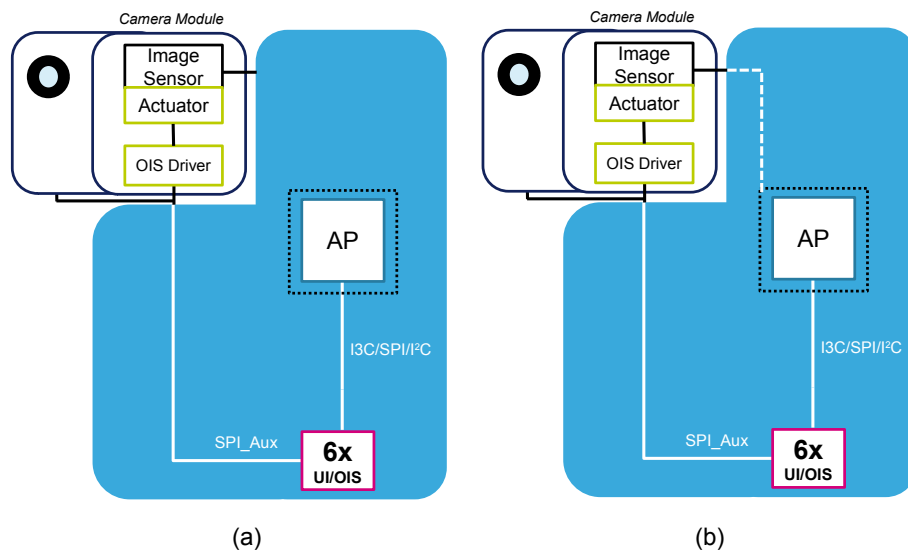 Camera Module
Image
Sensor
Actuator
OIS Driver
AP
I3C/SPI/I²C
SPI_Aux
6x
UI/OIS
(a)
Camera Module
Image
Sensor
Actuator
OIS Driver
AP
I3C/SPI/I²C
SPI_Aux
6x
UI/OIS
(b)